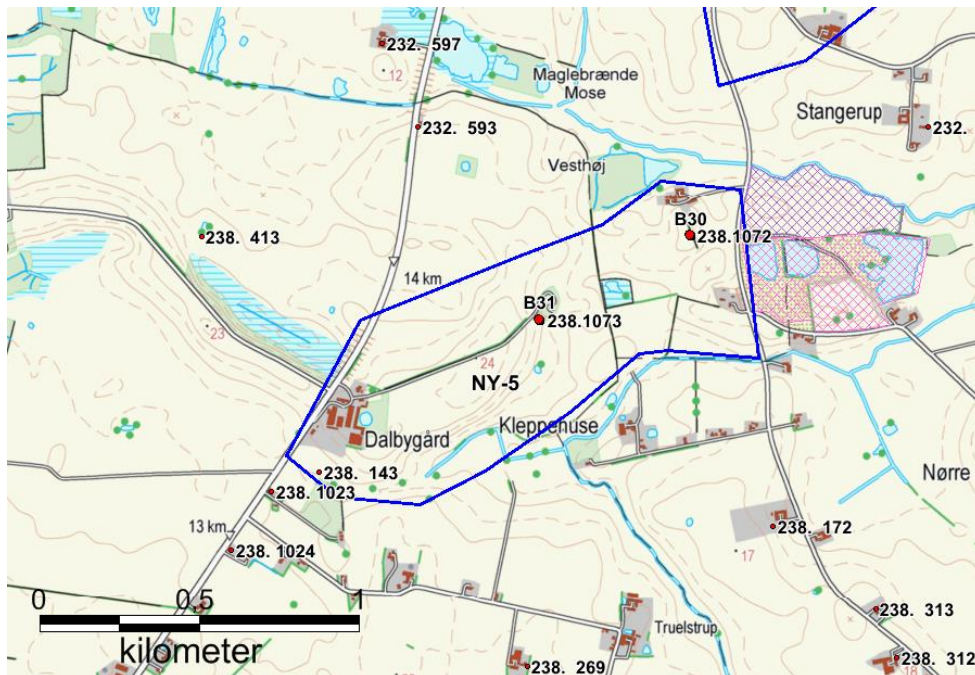 232. 597
12
Maglebrænde
Mose
Stangerup
232. 593
232.
Vesthøj
B30
238.1072
238. 413
14 km
B31
238.1073
23
24
NY-5
Kleppehuse
Dalbygård
238. 143
Nørre
238. 1023
13 km
238. 172
238. 1024
17
0 0.5 1
kilometer
238. 313
Truelstrup
238. 312
238. 269
18